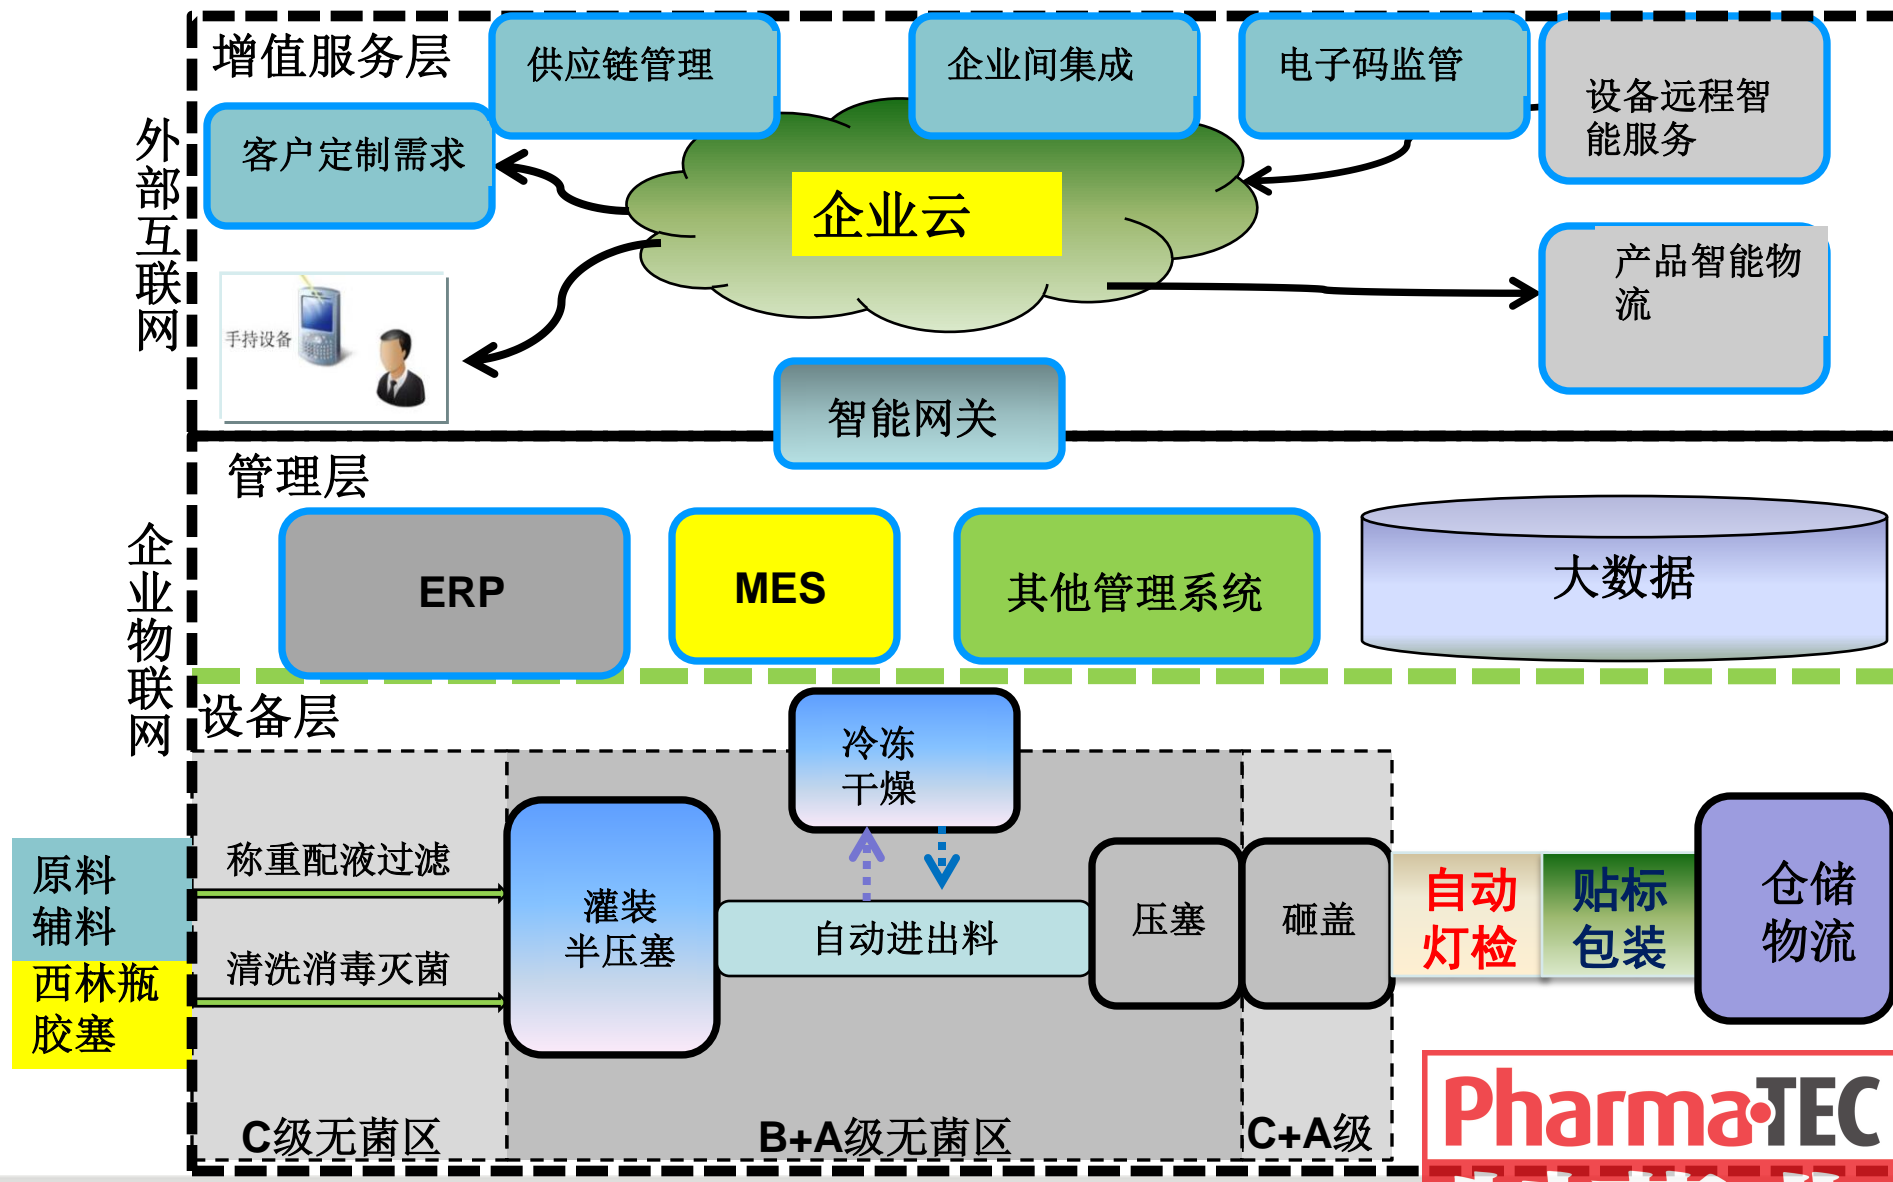 增值服务层
供应链管理
企业间集成
电子码监管
设备远程智
能服务
客户定制需求
外部互联网
企业云
产品智能物
流
手持设备
智能网关
管理层
企业物联网
ERP
MES
其他管理系统
大数据
设备层
冷冻
干燥
原料
辅料
称重配液过滤
西林瓶
胶塞
清洗消毒灭菌
灌装
半压塞
自动进出料
压塞
砸盖
自动
灯检
贴标
包装
仓储
物流
C级无菌区
B+A级无菌区
C+A级
PharmaTEC